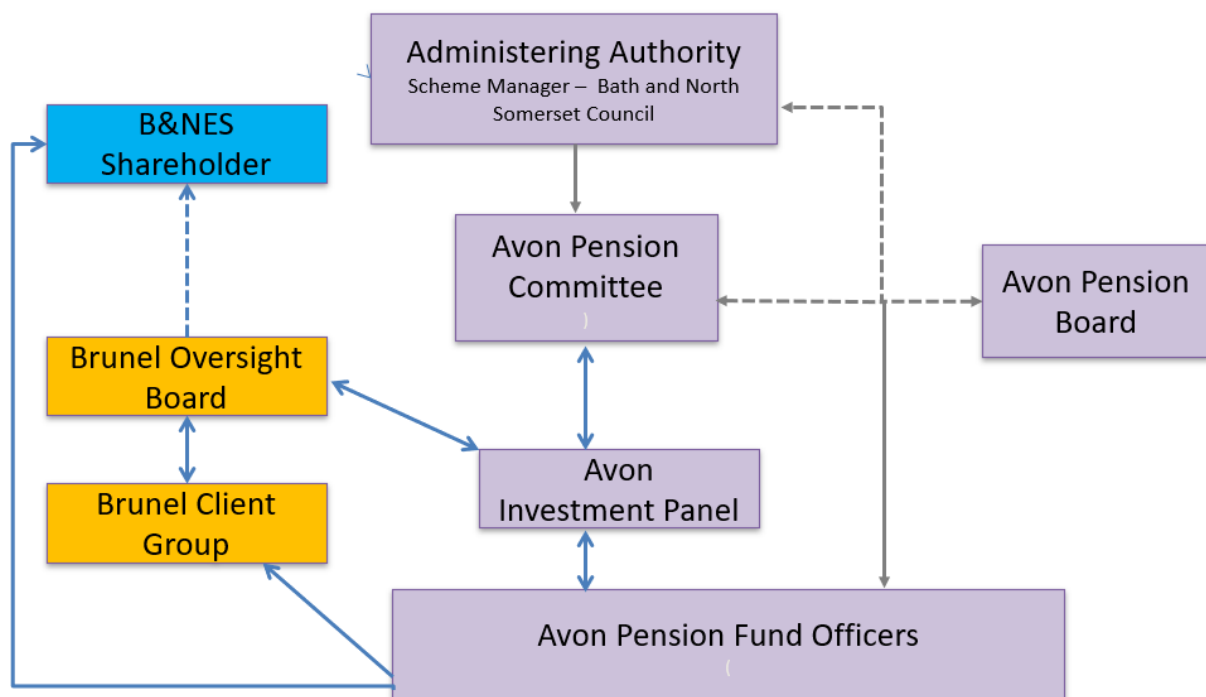 Administering Authority
Scheme Manager – Bath and North
Somerset Council
B&NES
Shareholder
Avon Pension
Committee
)
Avon Pension
Board
Brunel Oversight
Board
Avon
Investment Panel
Brunel Client
Group
Avon Pension Fund Officers
(